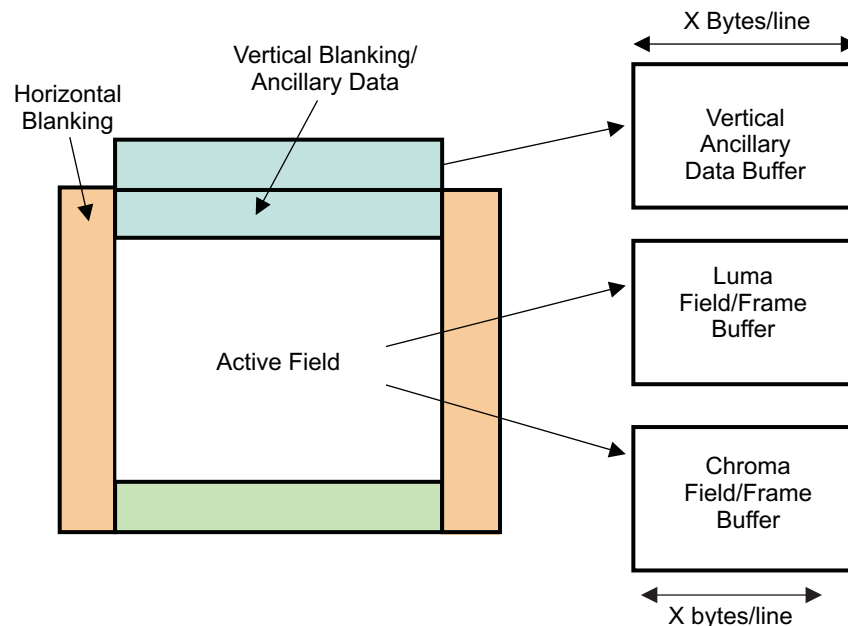 X Bytes/line
Vertical Blanking/
Ancillary Data
Horizontal
Blanking
Vertical
Ancillary
Data Buffer
Luma
Field/Frame
Buffer
Active Field
Chroma
Field/Frame
Buffer
X bytes/line